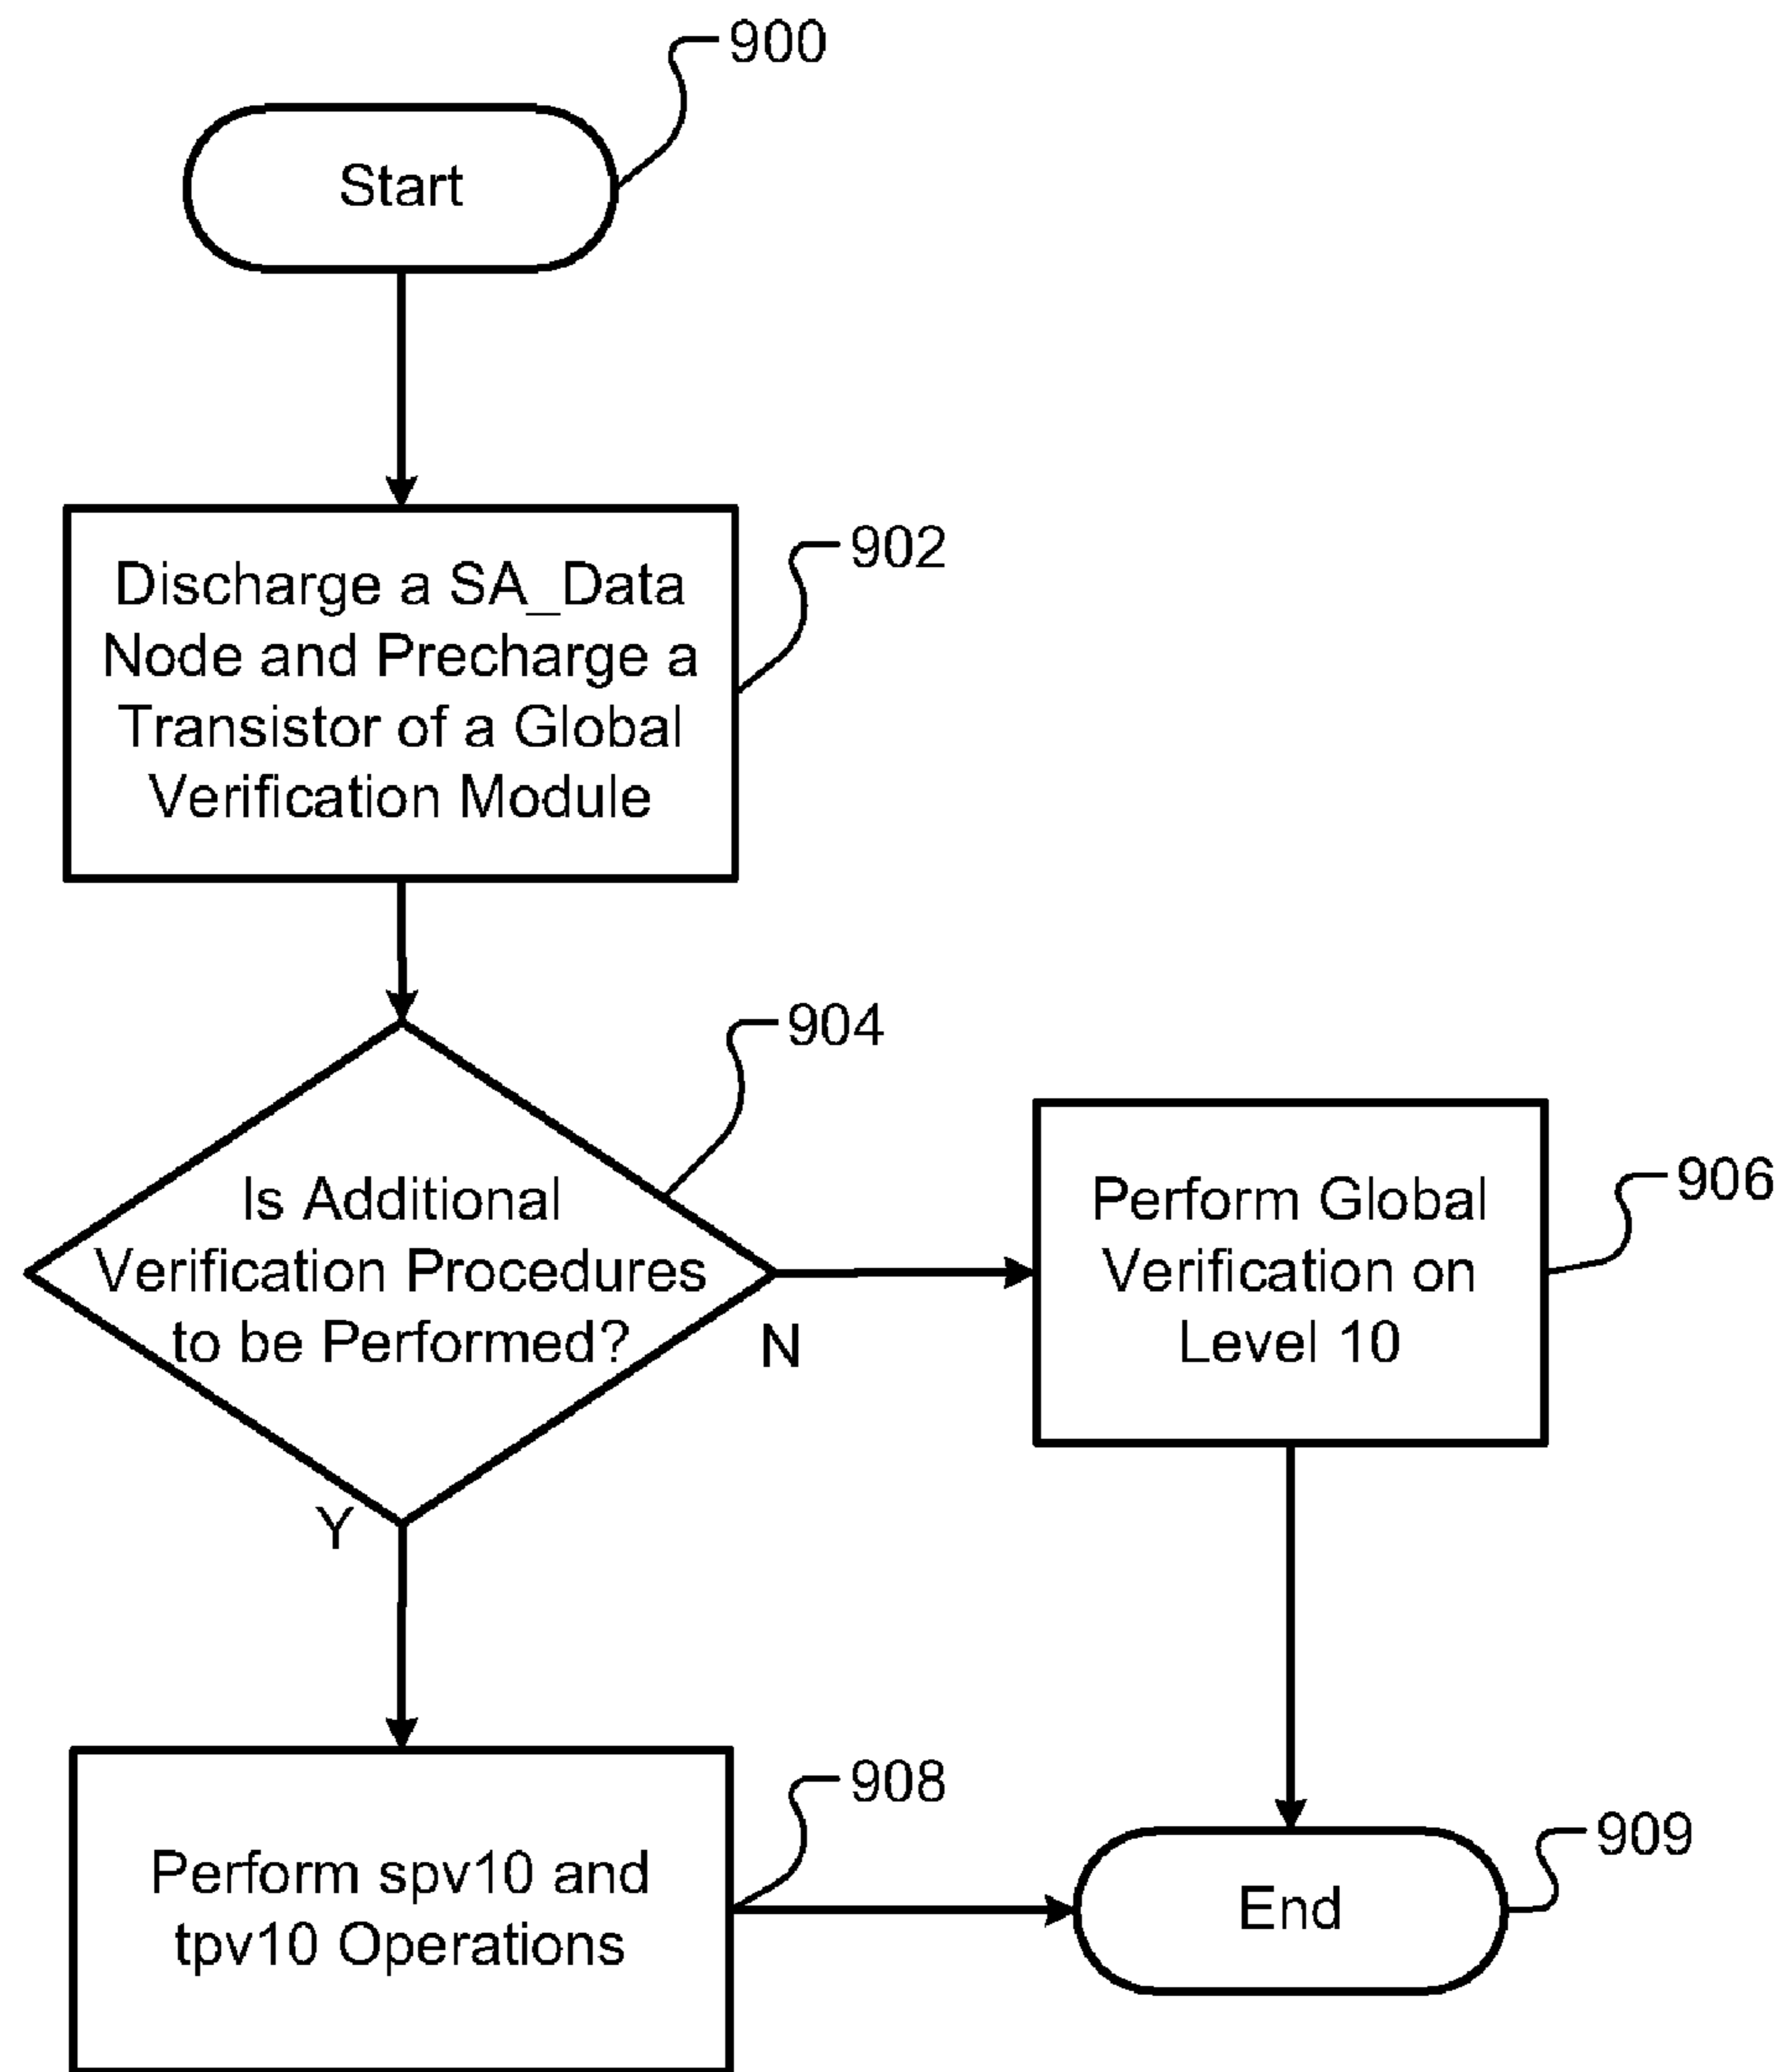 900
Start
902
Discharge a SA_Data
Node and Precharge a
Transistor of a Global
Verification Module
904
Is Additional
Verification Procedures
to be Performed?
N
Y
906
Perform Global
Verification on
Level 10
908
Perform spv10 and
tpv10 Operations
909
End